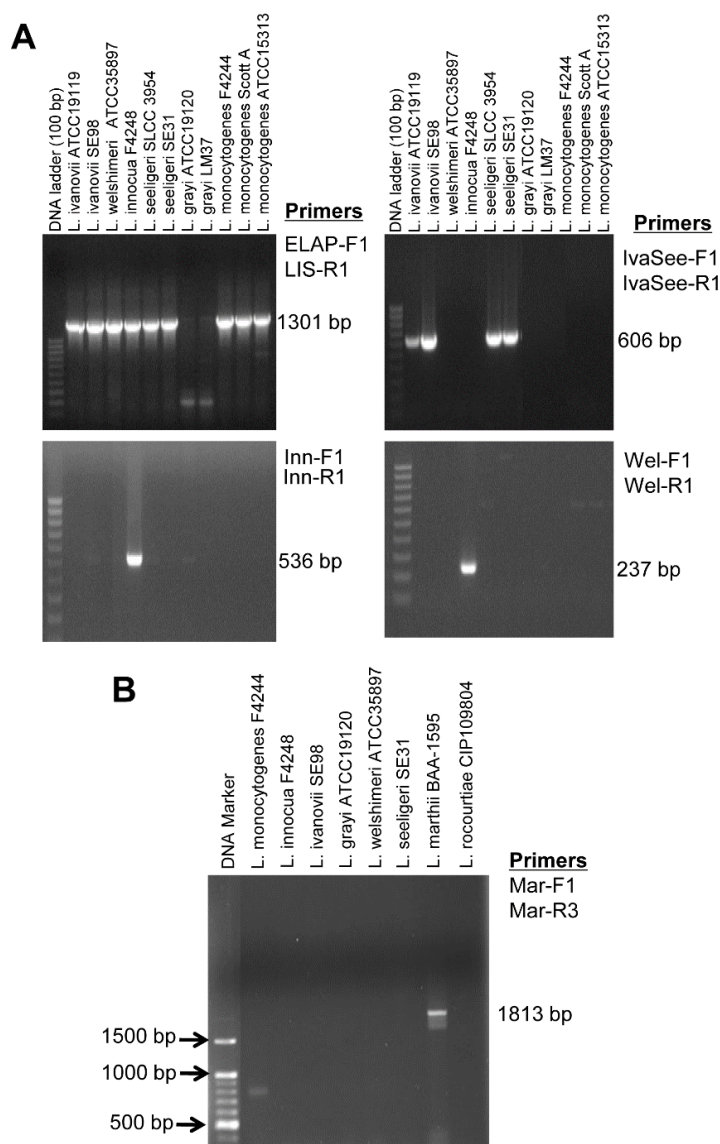 A
DNA ladder (100 bp)
L. ivanovii ATCC19119
L. ivanovii SE98
L. welshimeri ATCC35897
L. innocua F4248
L. seeligeri SLCC 3954
L. seeligeri SE31
L. grayi ATCC19120
L. grayi LM37
L. monocytogenes F4244
L. monocytogenes Scott A
L. monocytogenes ATCC15313
Primers
ELAP-F1
LIS-R1
1301 bp
DNA ladder (100 bp)
L. ivanovii ATCC19119
L. ivanovii SE98
L. welshimeri ATCC35897
L. innocua F4248
L. seeligeri SLCC 3954
L. seeligeri SE31
L. grayi ATCC19120
L. grayi LM37
L. monocytogenes F4244
L. monocytogenes Scott A
L. monocytogenes ATCC15313
Primers
IvaSee-F1
IvaSee-R1
606 bp
Inn-F1
Inn-R1
536 bp
Wel-F1
Wel-R1
237 bp
B
DNA Marker
L. monocytogenes F4244
L. innocua F4248
L. ivanovii SE98
L. grayi ATCC19120
L. welshimeri ATCC35897
L. seeligeri SE31
L. marthii BAA-1595
L. rocourtiae CIP109804
Primers
Mar-F1
Mar-R3
1813 bp
1500 bp
1000 bp
500 bp